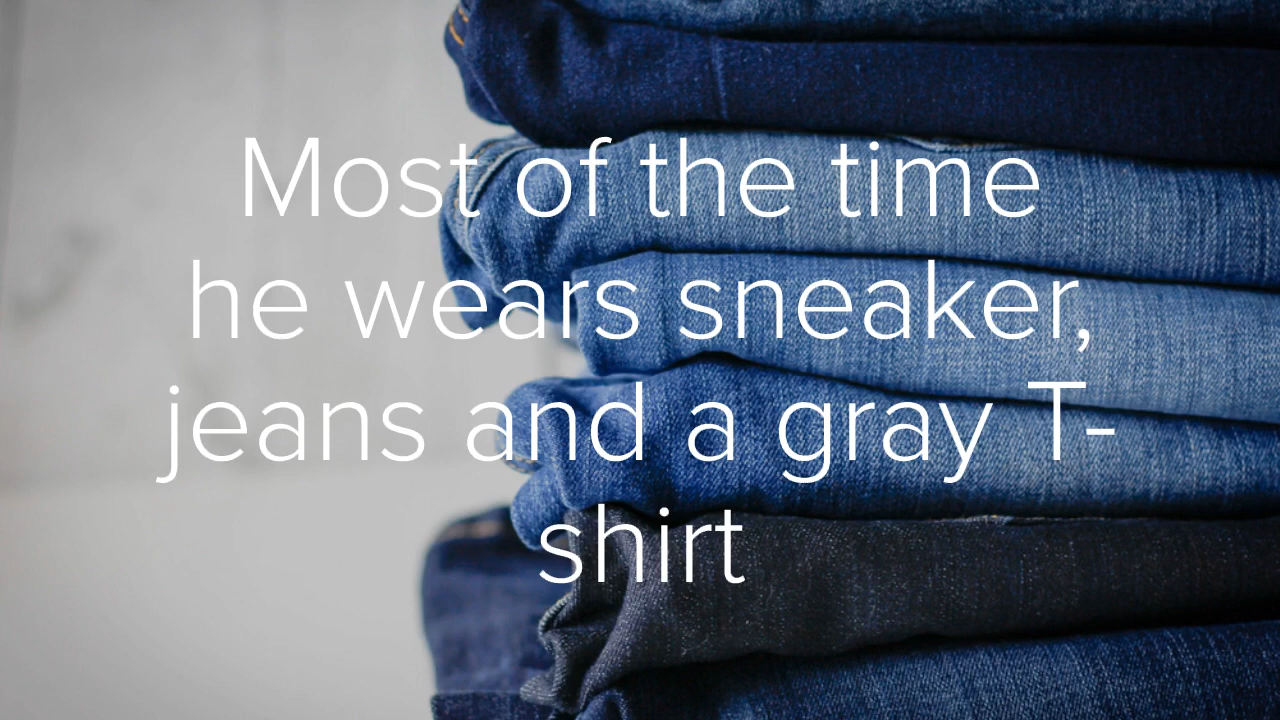 Most of the time
he wears sneaker,
jeans and a gray T-
shirt